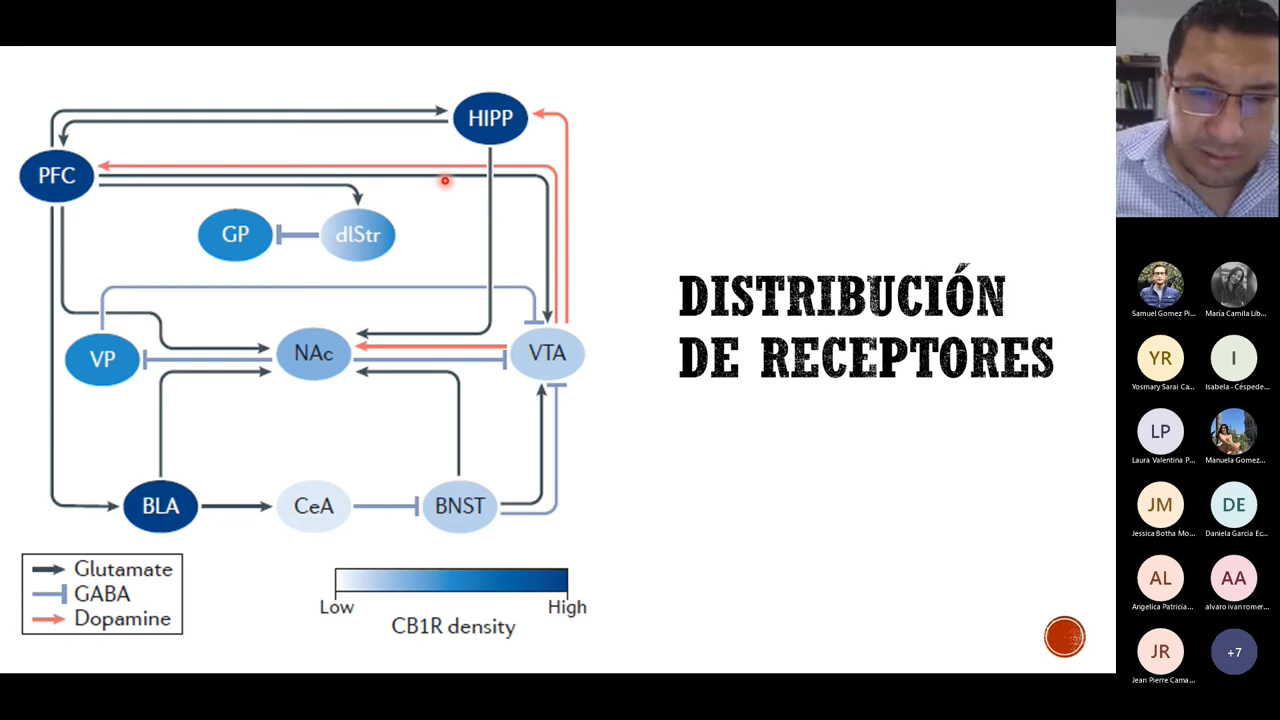 HIPP
PFC
GP
dlStr
VP
NAc
VTA
BLA
CeA
BNST
Glutamate
GABA
Dopamine
Low
High
CB1R density
DISTRIBUCIÓN
DE RECEPTORES
Samuel Gomez Pi...
María Camila Lib...
YR
I
Yosmary Sarai Ca...
Isabela - Céspede...
LP
Laura Valentina P...
Manuela Gomez...
JM
DE
Jessica Botha Mo...
Daniela Garcia Ec...
AL
AA
Angelica Patricia...
alvaro ivan romer...
JR
+7
Jean Pierre Cama...